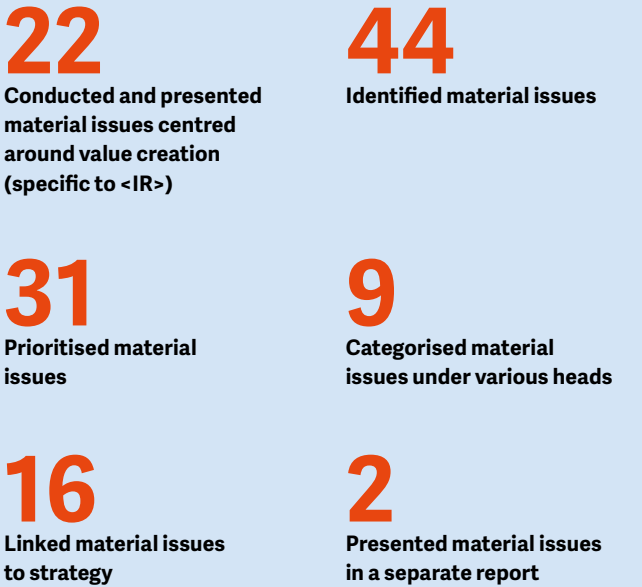 22
Conducted and presented
material issues centred
around value creation
(specific to <IR>)
44
Identified material issues
31
Prioritised material
issues
9
Categorised material
issues under various heads
16
Linked material issues
to strategy
2
Presented material issues
in a separate report